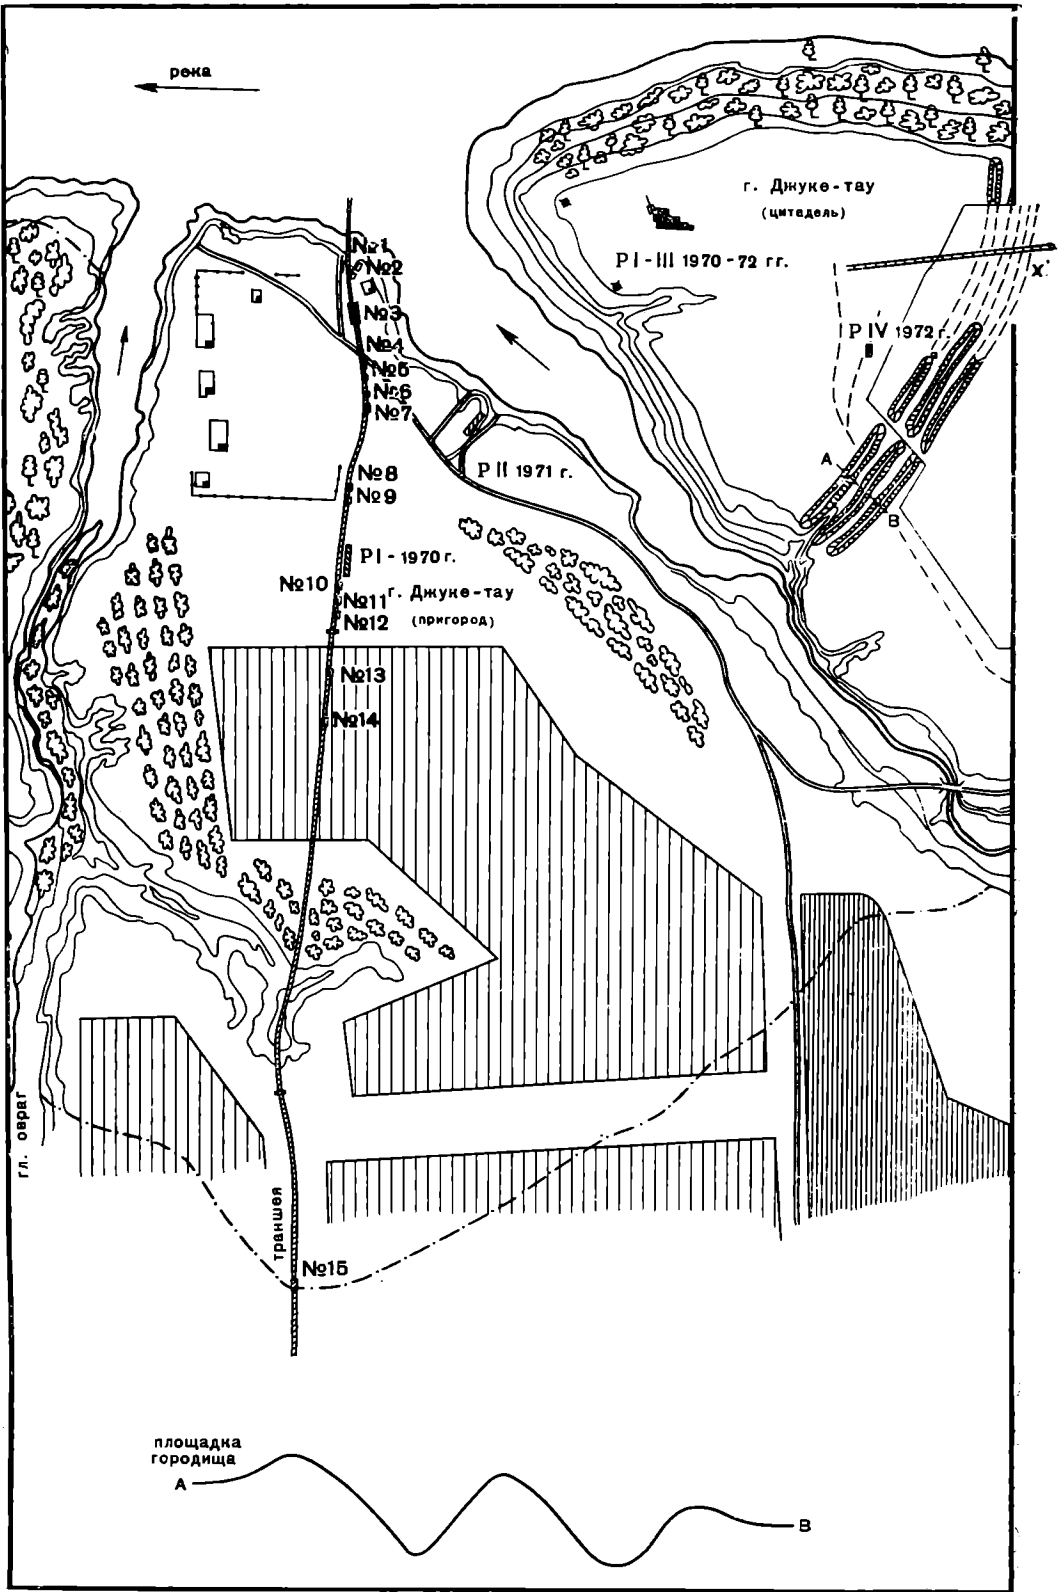 река
г. Джуке-тау
(цитадель)
Р I - III 1970-72 гг.
Х
Р IV 1972 г.
№1
№2
№3
№4
№5
№6
№7
А
Р II 1971 г.
№8
№9
В
Р I - 1970 г.
№10
№11 г. Джуке-тау
№12 (пригород)
№13
№14
гл. овраг
траншея
№15
площадка
городища
А
В